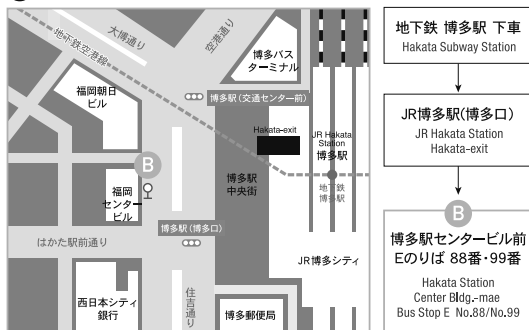 大博通り
地下鉄空港線
空港通り
博多バス
ターミナル
福岡朝日
ビル
博多駅(交通センター前)
Hakata-exit
JR Hakata
Station
博多駅
B
博多駅
中央街
地下鉄
博多駅
福岡
センター
ビル
博多駅(博多口)
はかた駅前通り
JR博多シティ
西日本シティ
銀行
住吉通り
博多郵便局
地下鉄 博多駅 下車
Hakata Subway Station
JR博多駅(博多口)
JR Hakata Station
Hakata-exit
B
博多駅センタービル前
Eのりば 88番・99番
Hakata Station
Center Bldg.-mae
Bus Stop E No.88/No.99